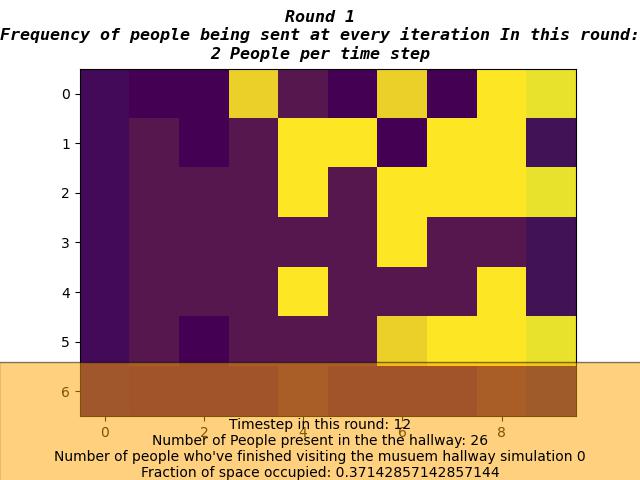 Round 1
Frequency of people being sent at every iteration In this round:
2 People per time step
0
1
2
3
4
5
6
0 2 4 6 8
Timestep in this round: 12
Number of People present in the the hallway: 26
Number of people who've finished visiting the musuem hallway simulation 0
Fraction of space occupied: 0.37142857142857144